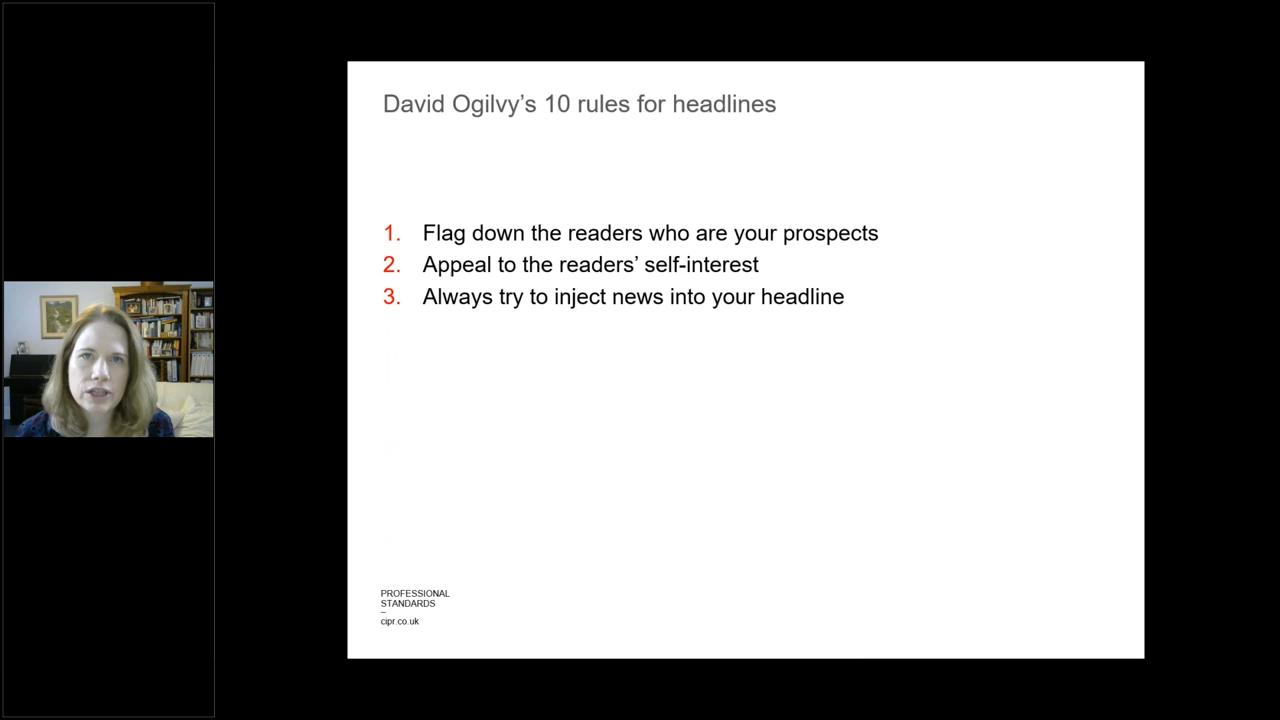 David Ogilvy’s 10 rules for headlines
1. Flag down the readers who are your prospects
2. Appeal to the readers’ self-interest
3. Always try to inject news into your headline
PROFESSIONAL
STANDARDS
–
cipr.co.uk